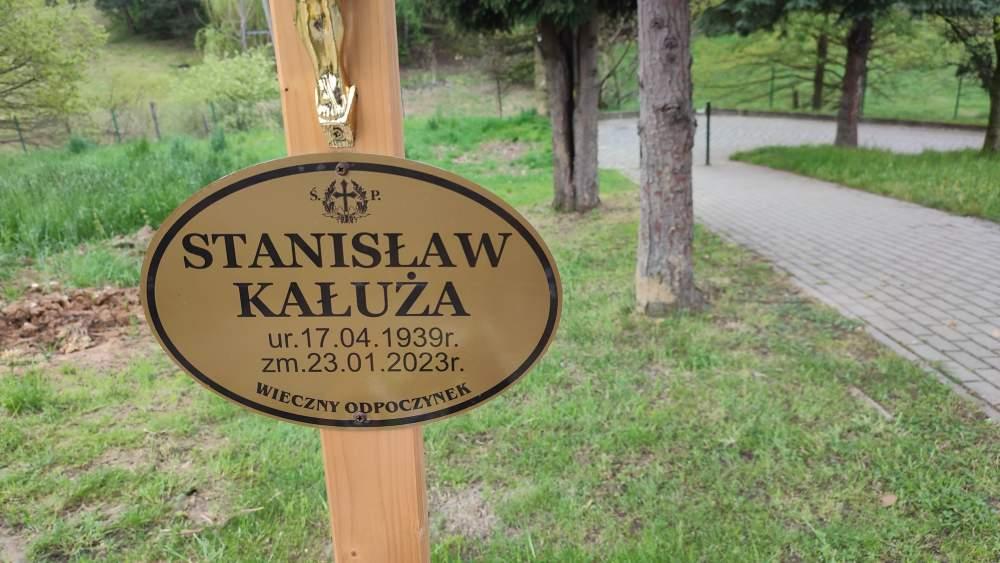 Ś. P.
STANISŁAW
KAŁUŻA
ur.17.04.1939r.
zm.23.01.2023r.
WIECZNY ODPOCZYNEK